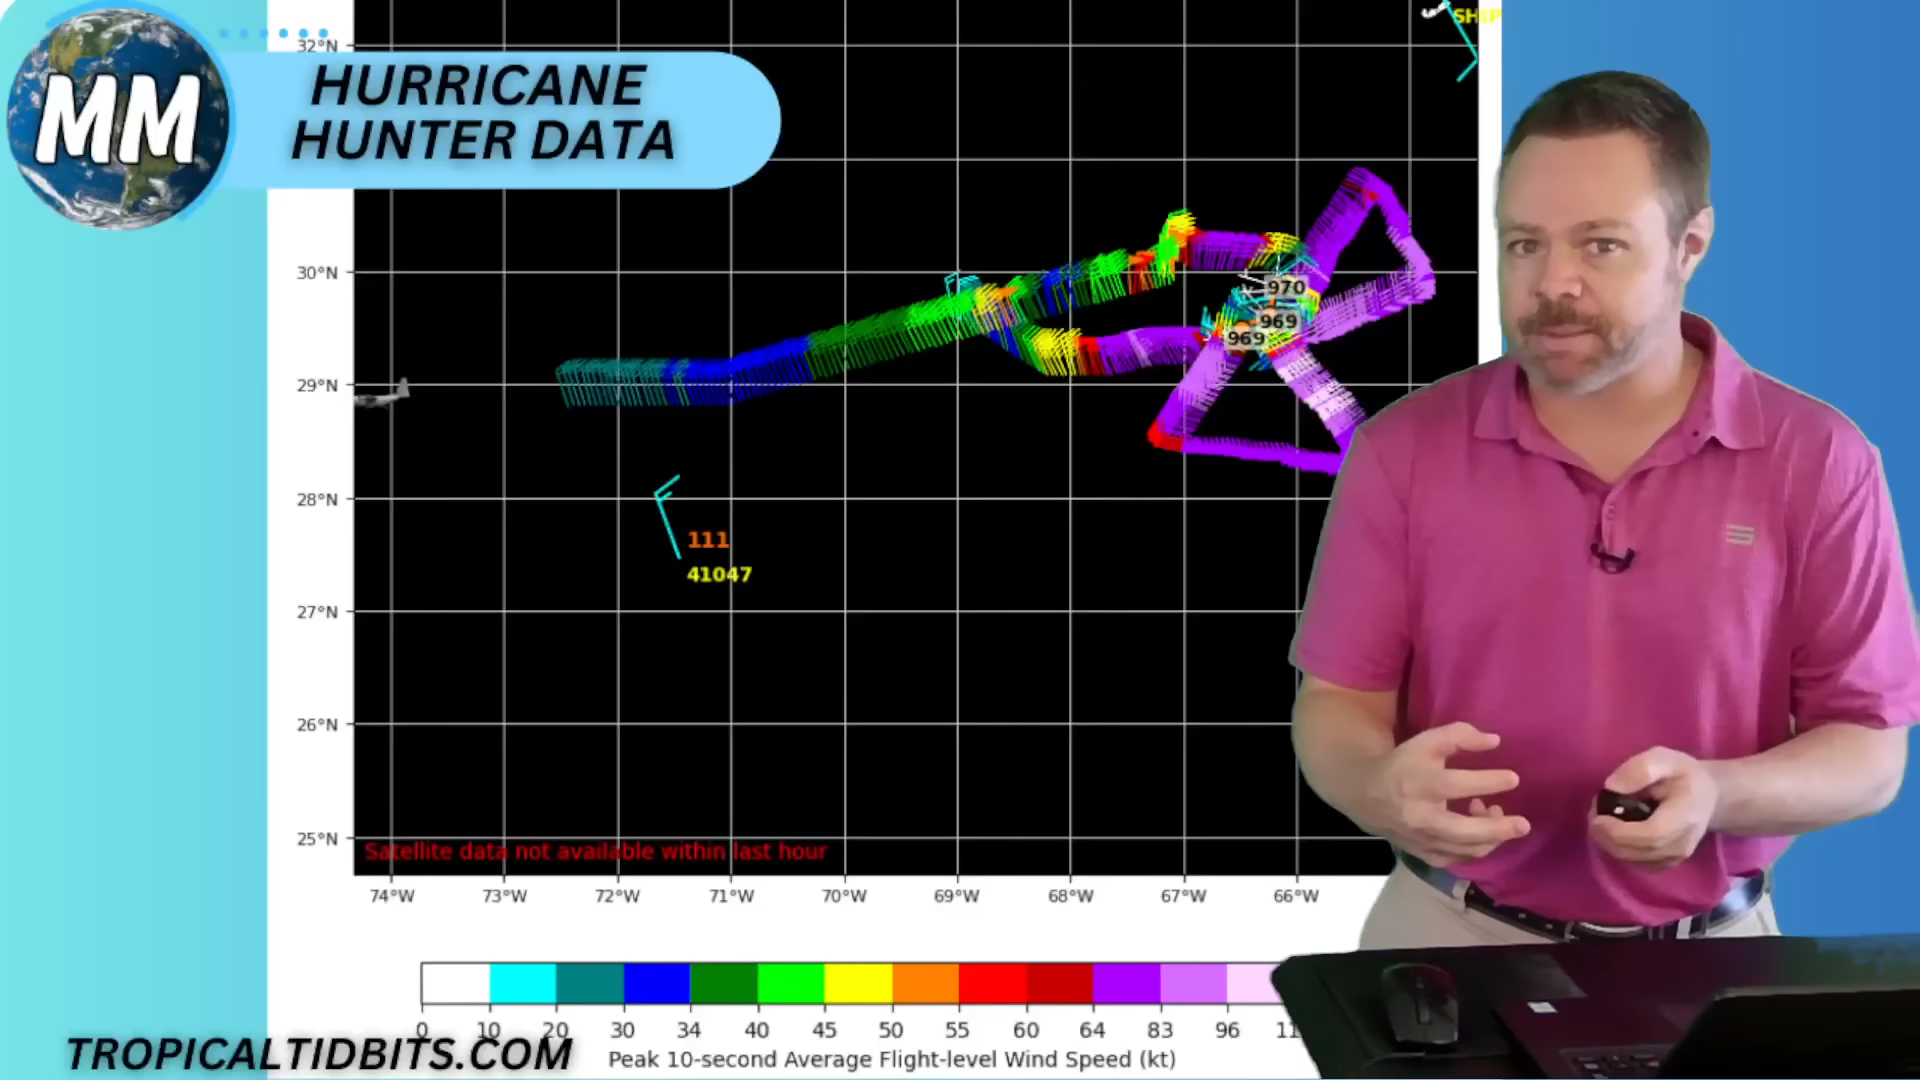 MM
HURRICANE
HUNTER DATA
SHIP
32°N
30°N
29°N
28°N
27°N
26°N
25°N
970
969
969
111
41047
Satellite data not available within last hour
74°W 73°W 72°W 71°W 70°W 69°W 68°W 67°W 66°W
0 10 20 30 34 40 45 50 55 60 64 83 96
Peak 10-second Average Flight-level Wind Speed (kt)
TROPICALTIDBITS.COM